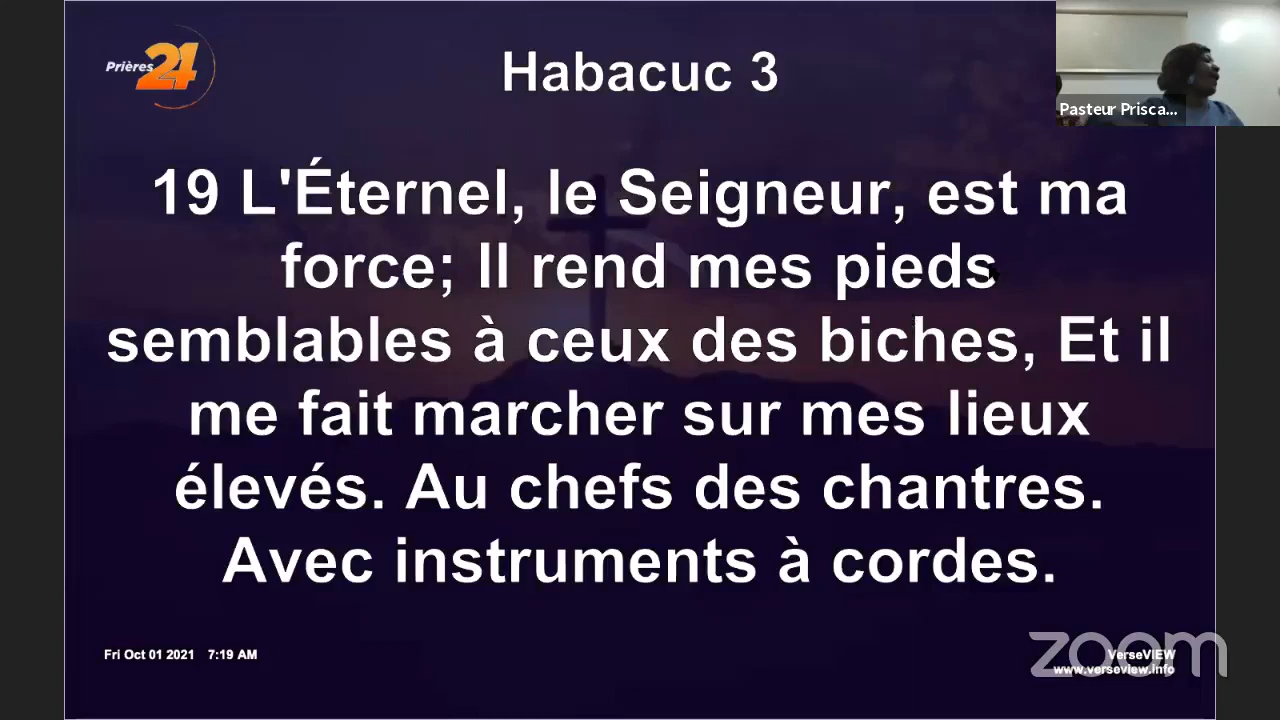 Prières 24
Habacuc 3
Pasteur Prisca...
19 L'Éternel, le Seigneur, est ma
force; Il rend mes pieds
semblables à ceux des biches, Et il
me fait marcher sur mes lieux
élevés. Au chefs des chantres.
Avec instruments à cordes.
Fri Oct 01 2021 7:19 AM
zoom
VerseVIEW
www.verseview.info